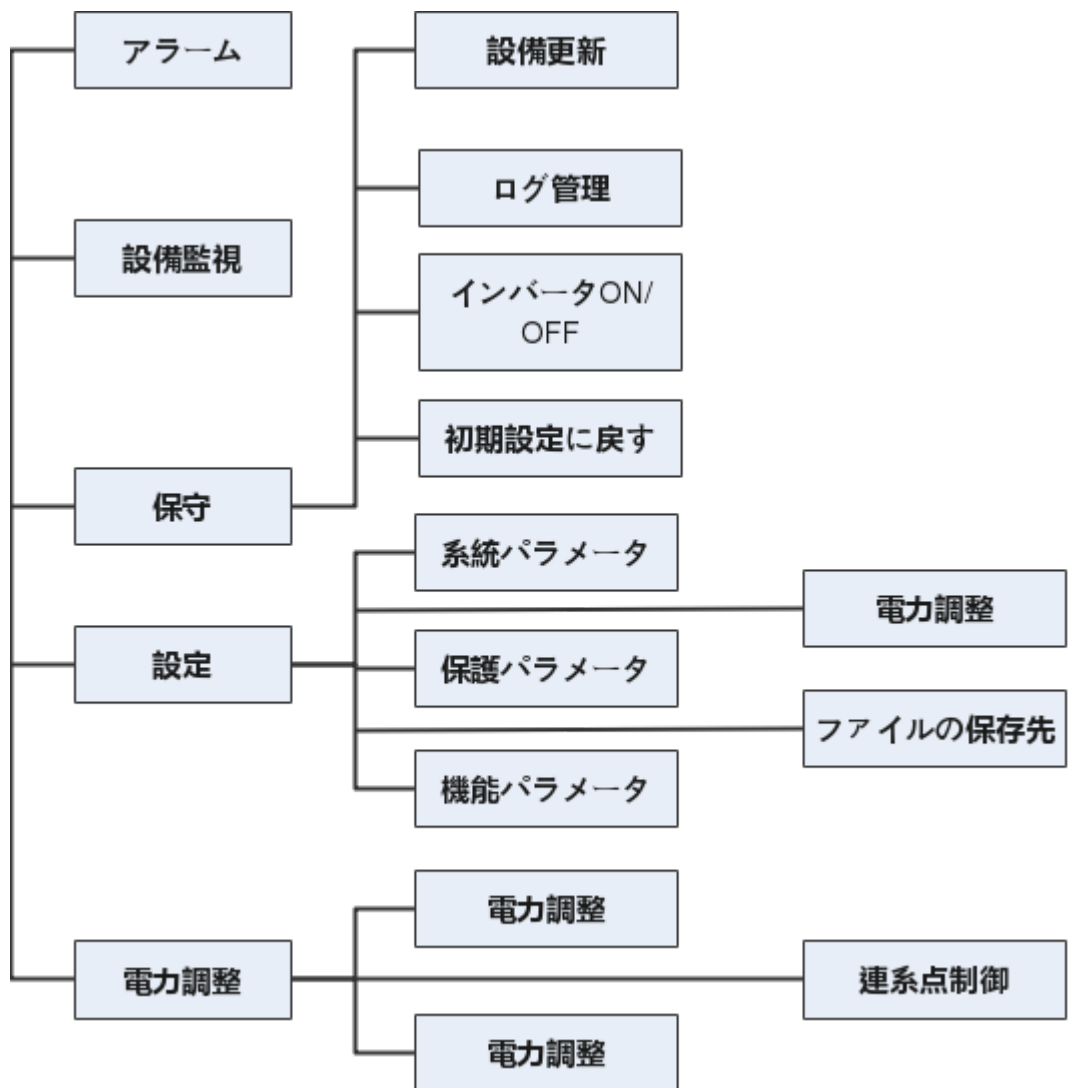 アラーム
設備更新
ログ管理
設備監視
インバータON/
OFF
初期設定に戻す
保守
系統パラメータ
電力調整
設定
保護パラメータ
ファイルの保存先
機能パラメータ
電力調整
電力調整
連系点制御
電力調整